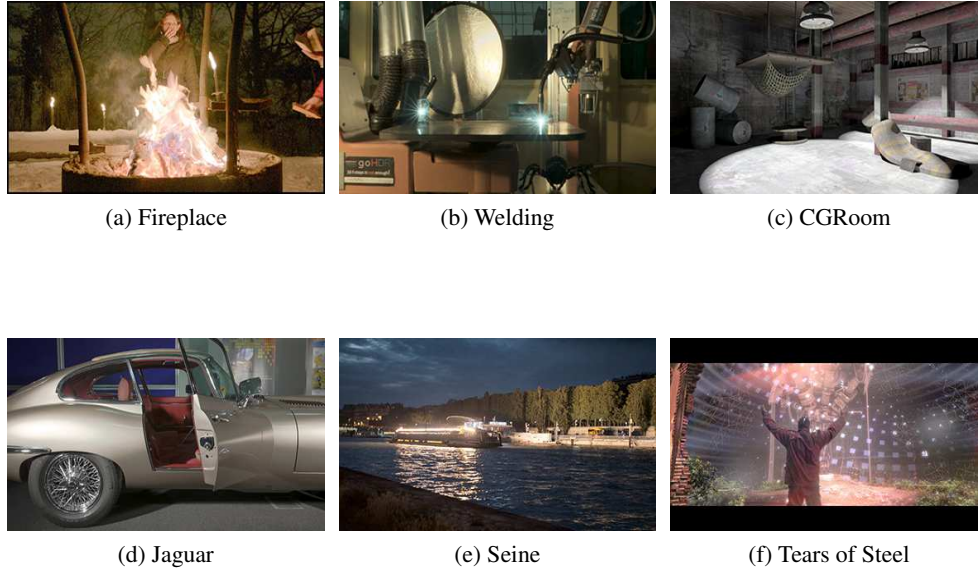 goHDR
(a) Fireplace
(b) Welding
(c) CGRoom
(d) Jaguar
(e) Seine
(f) Tears of Steel